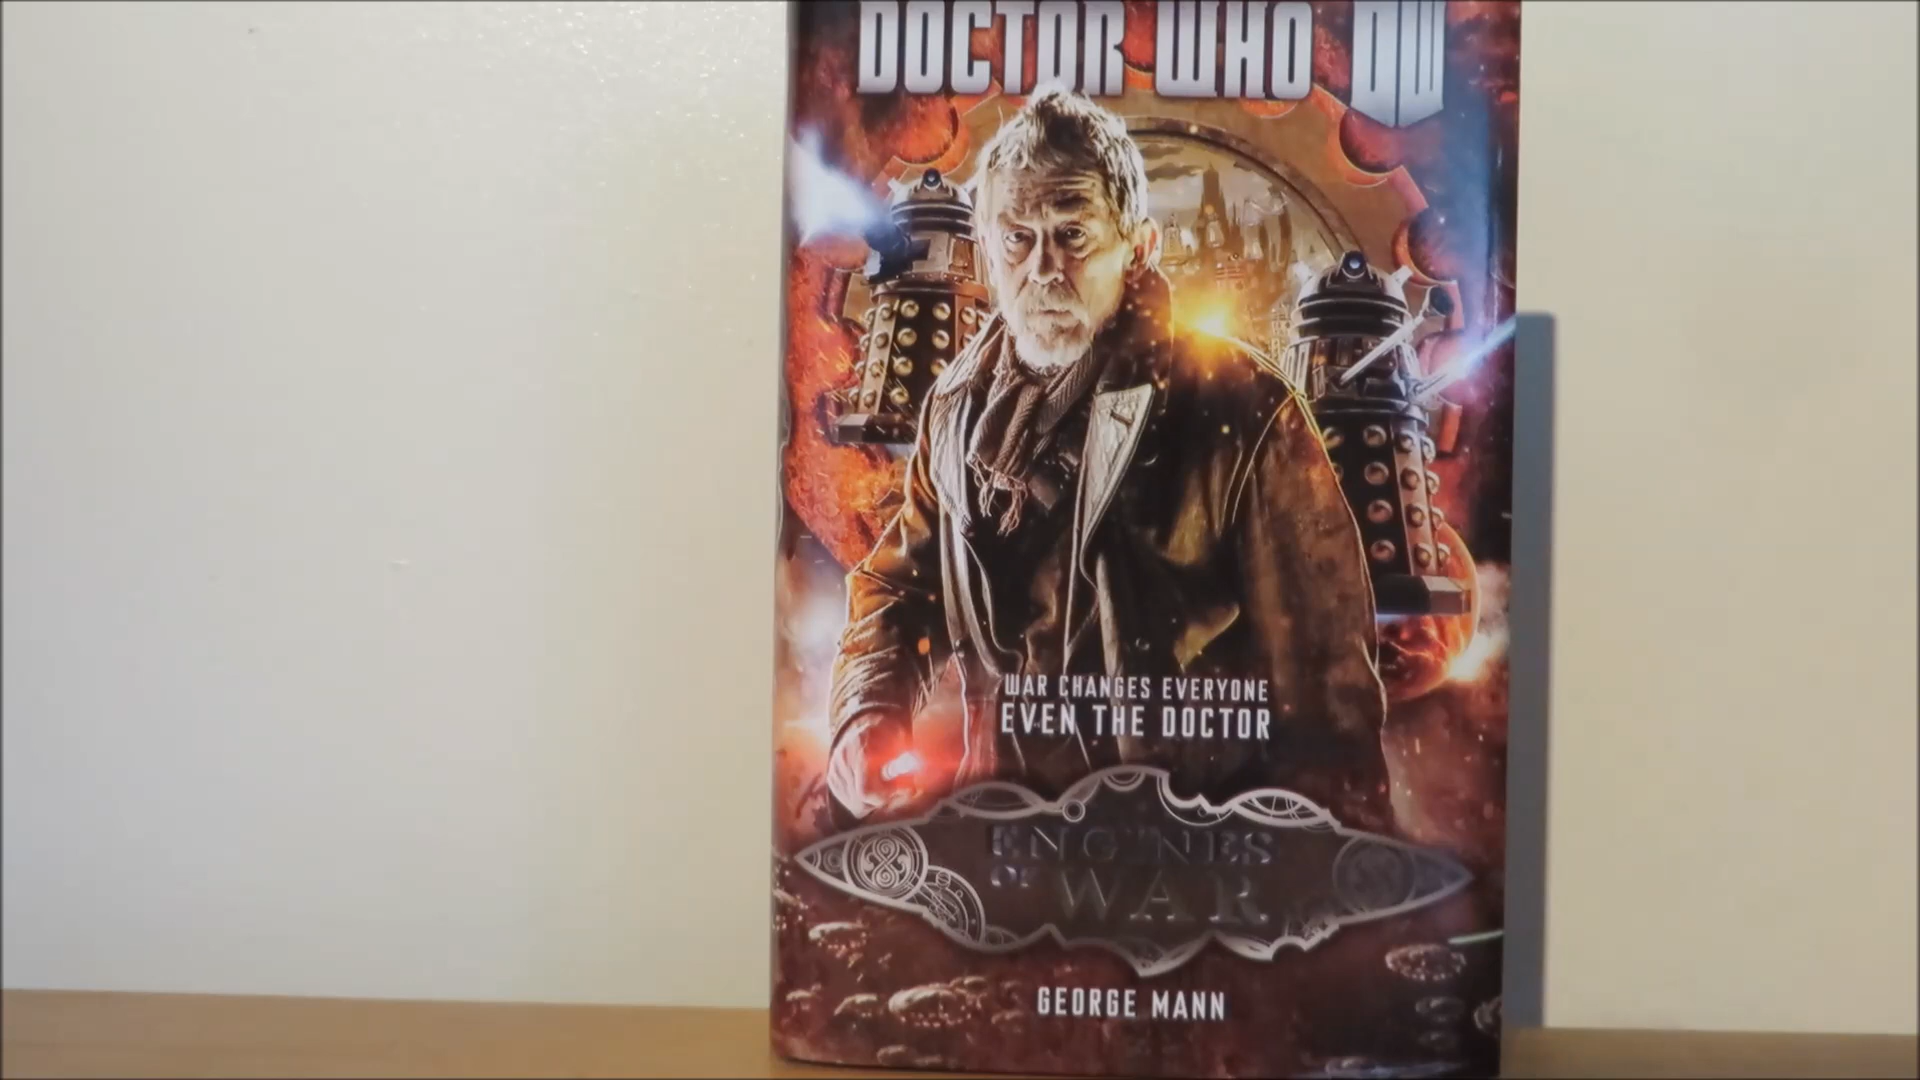 DOCTOR WHO DW
WAR CHANGES EVERYONE
EVEN THE DOCTOR
ENGINES
OF WAR
GEORGE MANN